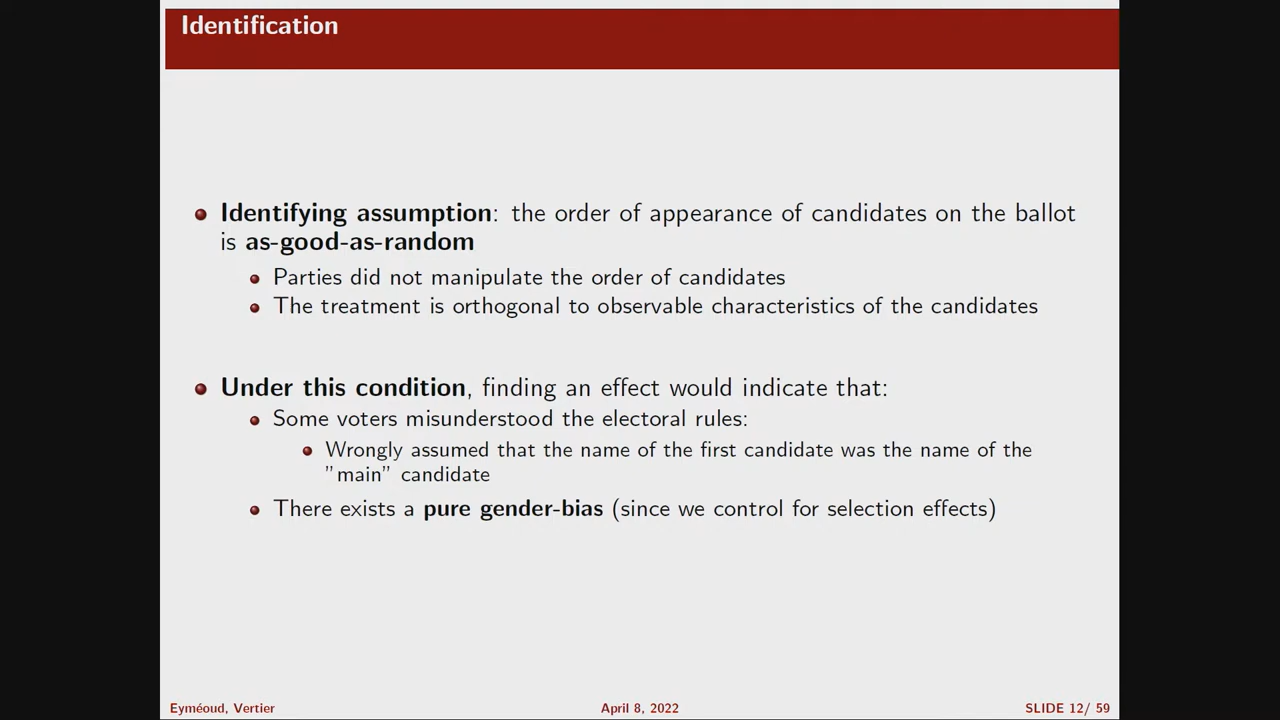 Identification
Identifying assumption: the order of appearance of candidates on the ballot
is as-good-as-random
Parties did not manipulate the order of candidates
The treatment is orthogonal to observable characteristics of the candidates
Under this condition, finding an effect would indicate that:
Some voters misunderstood the electoral rules:
Wrongly assumed that the name of the first candidate was the name of the
”main” candidate
There exists a pure gender-bias (since we control for selection effects)
Eyméoud, Vertier
April 8, 2022
SLIDE 12/ 59